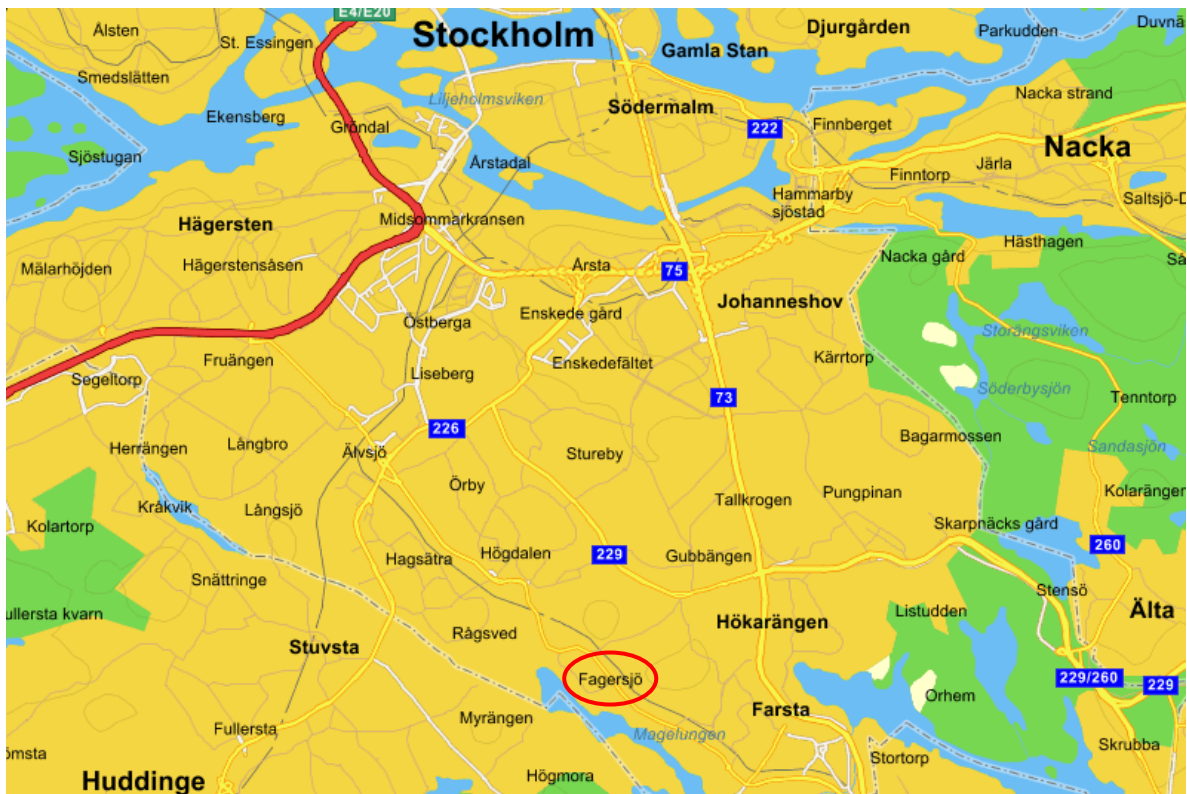 E4/E20
Älsten
St. Essingen
Stockholm
Gamla Stan
Djurgården
Parkudden
Duvnä
Smedslätten
Ekensberg
Liljeholmsviken
Gröndal
Södermalm
222
Finnberget
Nacka strand
Sjöstugan
Årstadal
Nacka
Järla
Finntorp
Hammarby
sjöstad
Saltsjö-D
Hägersten
Midsommarkransen
Mälarhöjden
Hägerstensåsen
Årsta
75
Nacka gård
Hästhagen
Så
Johanneshov
Östberga
Enskede gård
Storängsviken
Fruängen
Segeltorp
Liseberg
Enskedefältet
Kärrtorp
Söderbysjön
73
Tenntorp
226
Herrängen
Långbro
Älvsjö
Stureby
Bagarmossen
Sandasjön
Kråkvik
Långsjö
Örby
Tallkrogen
Pungpinan
Kolarängen
Kolartorp
Skarpnäcks gård
Hagsätra
Högdalen
229
Gubbängen
260
Snättringe
Stensö
ullersta kvarn
Stuvsta
Rågsved
Hökarängen
Listudden
Älta
Fagersjö
229/260
229
Orhem
Fullersta
Myrängen
Magelungen
Farsta
Skrubba
ömsta
Huddinge
Högmora
Stortorp